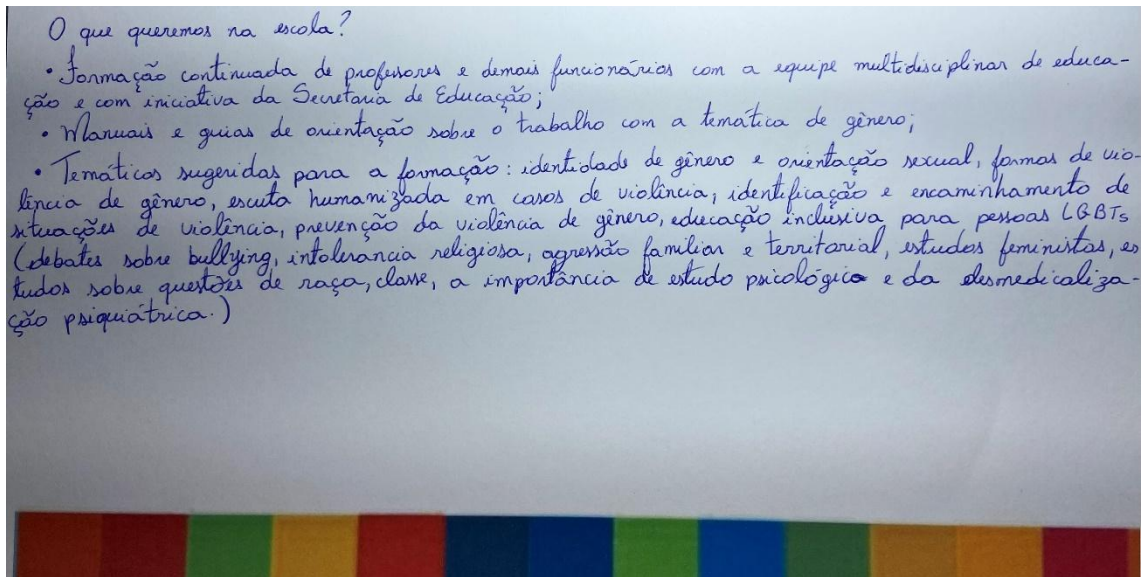 O que queremos na escola?
• Formação continuada de professores e demais funcionários com a equipe multidisciplinar de educa-
ção e com iniciativa da Secretaria de Educação;
• Manuais e guias de orientação sobre o trabalho com a temática de gênero;
• Temáticas sugeridas para a formação: identidade de gênero e orientação sexual, formas de vio-
lência de gênero, escuta humanizada em casos de violência, identificação e encaminhamento de
situações de violência, prevenção da violência de gênero, educação inclusiva para pessoas LGBTs
(debates sobre bullying, intolerancia religiosa, agressão familiar e territorial, estudos feministas, es
tudos sobre questões de raça, classe, a importância de estudo psicológico e da desmedicaliza-
ção psiquiátrica.)